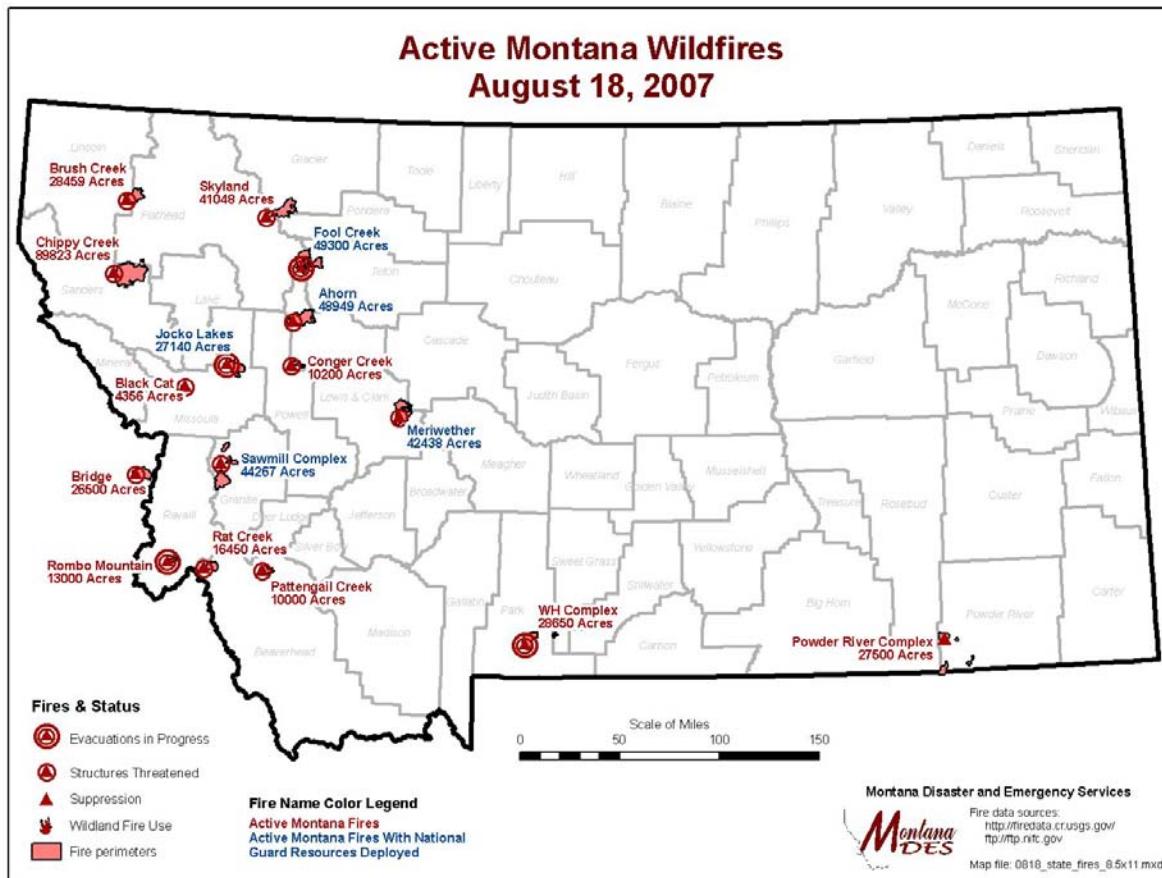 Active Montana Wildfires
August 18, 2007
Lincoln
Glacier
Toole
Liberty
Hill
Blaine
Phillips
Valley
Daniels
Sheridan
Roosevelt
Brush Creek
28459 Acres
Flathead
Skyland
41048 Acres
Pondera
Fool Creek
49300 Acres
Teton
Chouteau
Richland
McCone
Chippy Creek
89823 Acres
Sanders
Lake
Ahorn
48949 Acres
Cascade
Fergus
Petroleum
Garfield
Dawson
Jocko Lakes
27140 Acres
Mineral
Conger Creek
10200 Acres
Black Cat
4356 Acres
Missoula
Powell
Lewis & Clark
Judith Basin
Prairie
Wibaux
Meriwether
42438 Acres
Sawmill Complex
44267 Acres
Meagher
Wheatland
Golden Valley
Musselshell
Treasure
Rosebud
Custer
Fallon
Bridge
26500 Acres
Granite
Ravalli
Deer Lodge
Jefferson
Broadwater
Silver Bow
Rat Creek
16450 Acres
Rombo Mountain
13000 Acres
Pattengail Creek
10000 Acres
Gallatin
Park
Sweet Grass
Stillwater
Yellowstone
Big Horn
Powder River
Carter
Madison
Beaverhead
Carbon
WH Complex
28650 Acres
Powder River Complex
27500 Acres
Fires & Status
Evacuations in Progress
Structures Threatened
Suppression
Wildland Fire Use
Fire perimeters
Fire Name Color Legend
Active Montana Fires
Active Montana Fires With National
Guard Resources Deployed
Scale of Miles
0 50 100 150
Montana Disaster and Emergency Services
Montana
DES
Fire data sources:
http://firedata.cr.usgs.gov/
ftp://ftp.nifc.gov
Map file: 0818_state_fires_8.5x11.mxd